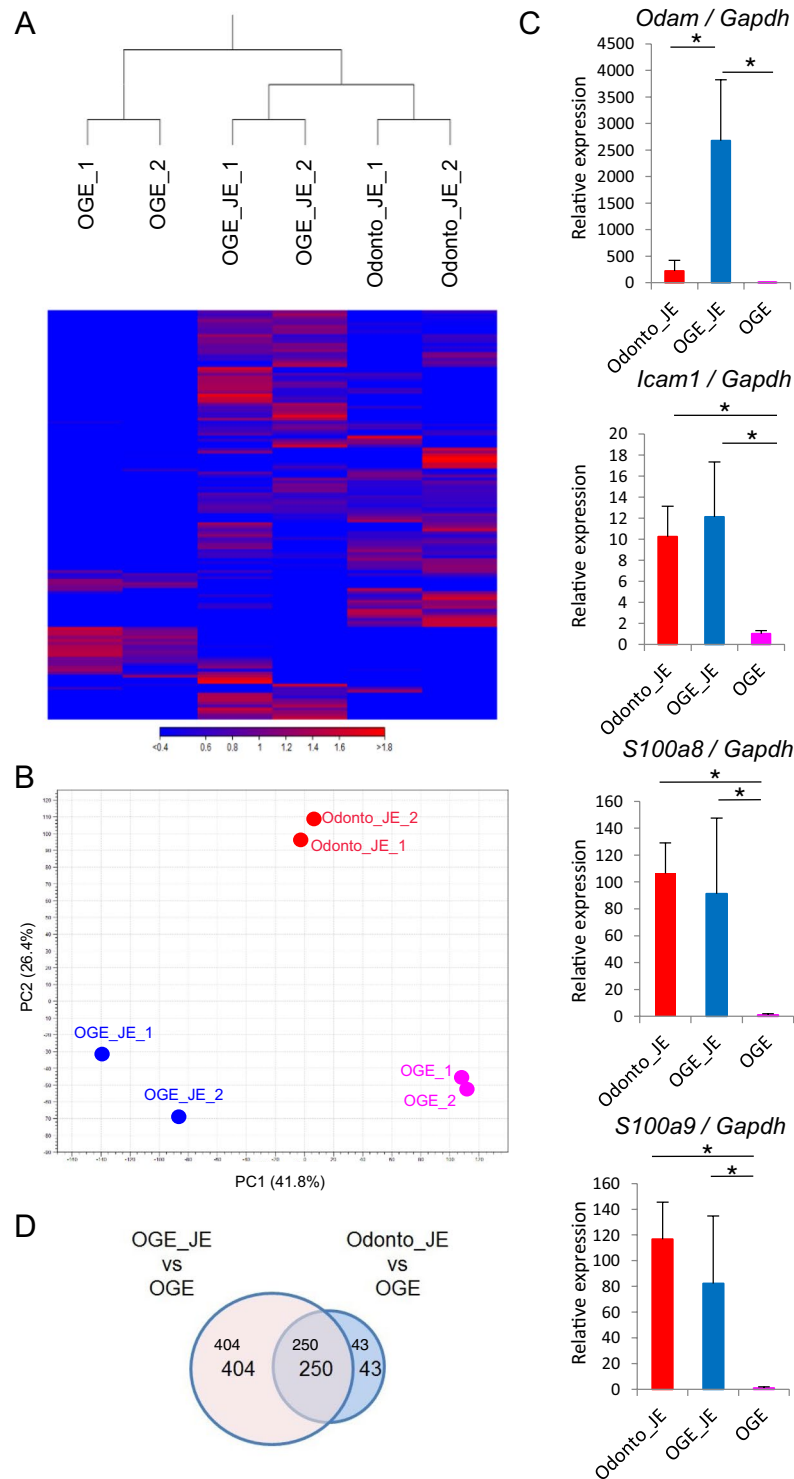 A
OGE_1
OGE_2
OGE_JE_1
OGE_JE_2
Odonto_JE_1
Odonto_JE_2
<0.4 0.6 0.8 1 1.2 1.4 1.6 >1.8
B
PC2 (26.4%)
Odonto_JE_2
Odonto_JE_1
OGE_JE_1
OGE_JE_2
OGE_1
OGE_2
PC1 (41.8%)
C
Odam / Gapdh
Relative expression
4500
4000
3500
3000
2500
2000
1500
1000
500
0
* *
Odonto_JE
OGE_JE
OGE
Icam1 / Gapdh
Relative expression
20
18
16
14
12
10
8
6
4
2
0
*
*
Odonto_JE
OGE_JE
OGE
S100a8 / Gapdh
Relative expression
160
140
120
100
80
60
40
20
0
*
*
Odonto_JE
OGE_JE
OGE
S100a9 / Gapdh
Relative expression
160
140
120
100
80
60
40
20
0
*
*
Odonto_JE
OGE_JE
OGE
D
OGE_JE
vs
OGE
Odonto_JE
vs
OGE
404 250 43
404 250 43